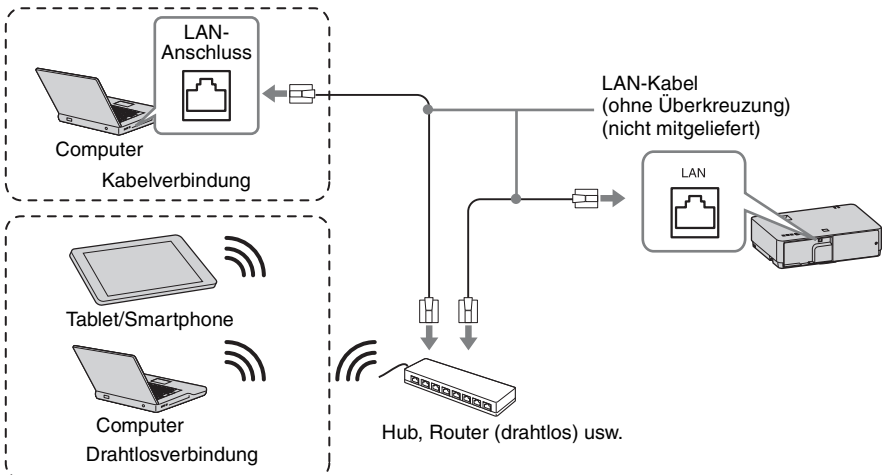 LAN-
Anschluss
Computer
Kabelverbindung
LAN-Kabel
(ohne Überkreuzung)
(nicht mitgeliefert)
LAN
Tablet/Smartphone
Computer
Drahtlosverbindung
Hub, Router (drahtlos) usw.